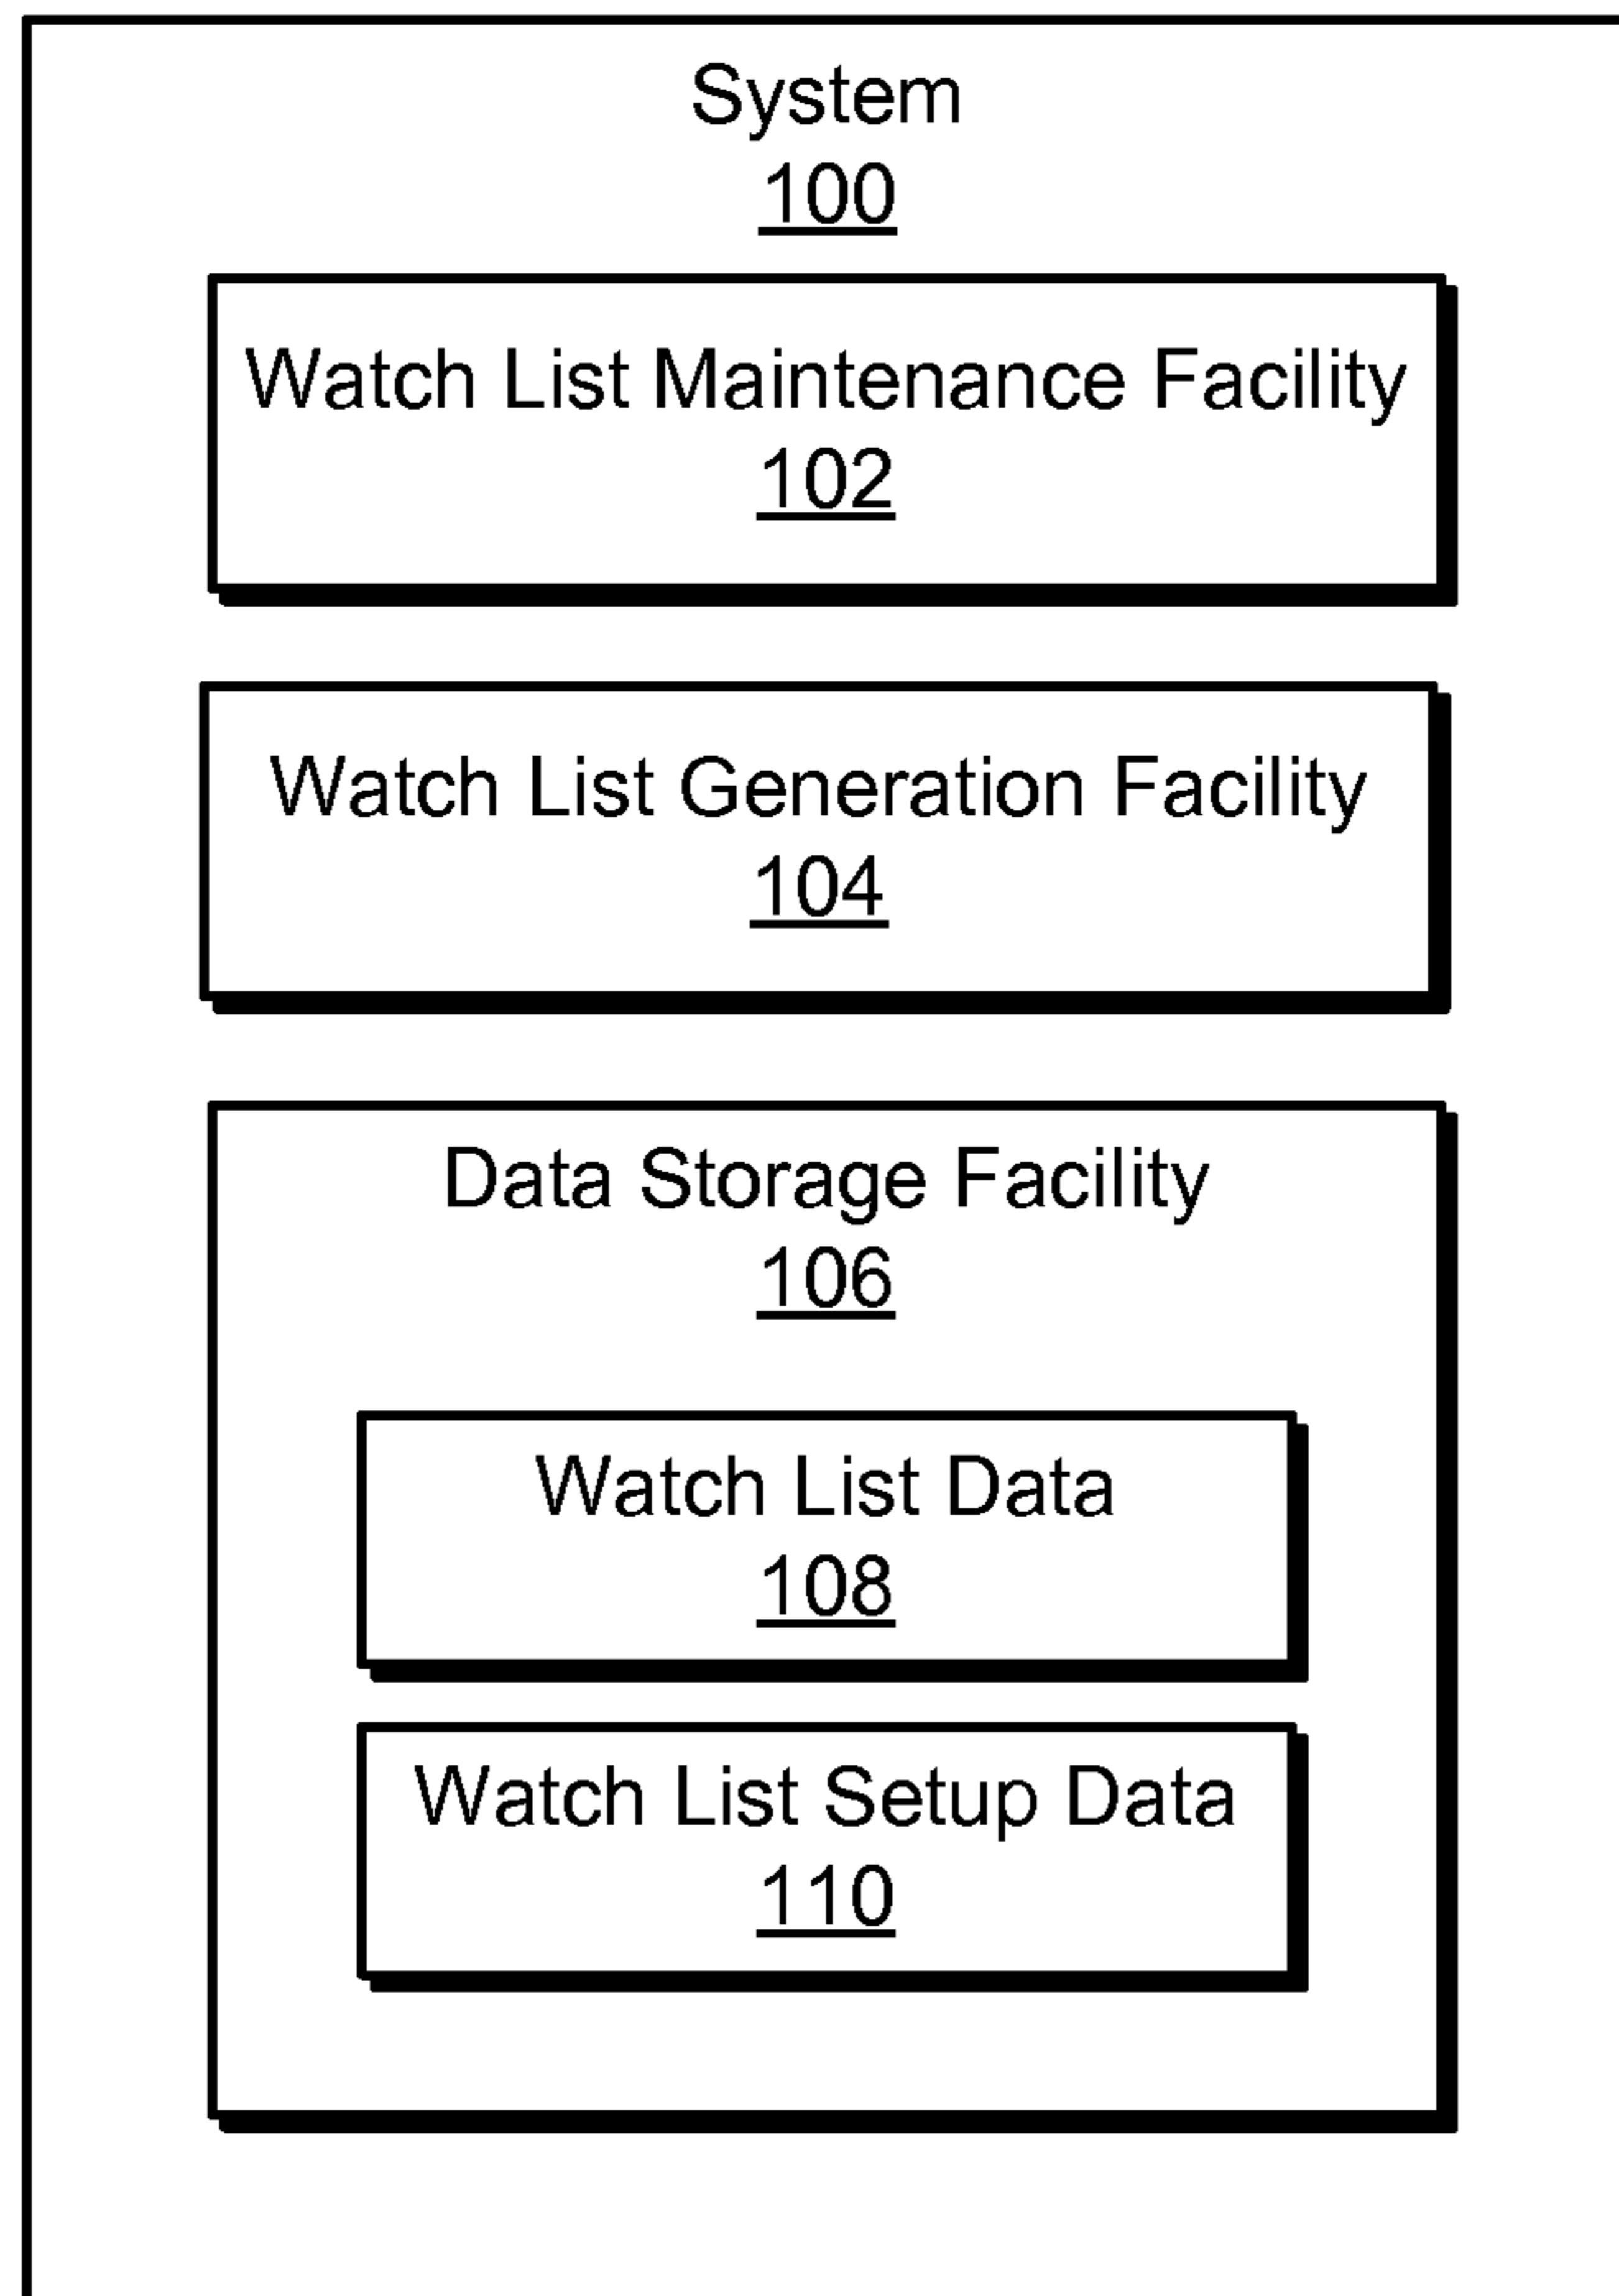 System
100
Watch List Maintenance Facility
102
Watch List Generation Facility
104
Data Storage Facility
106
Watch List Data
108
Watch List Setup Data
110